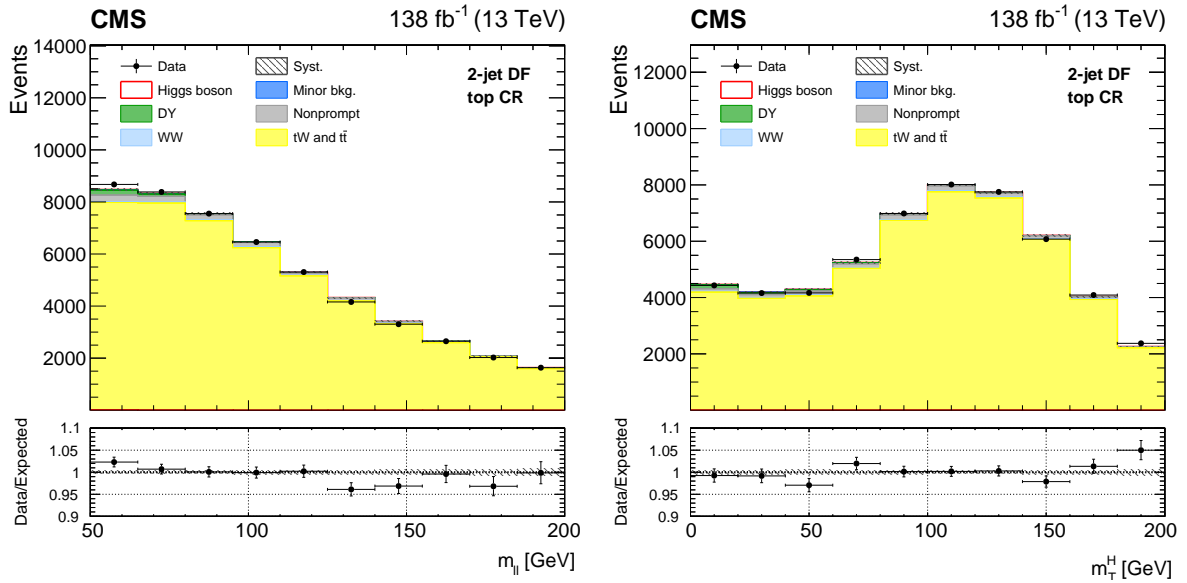 CMS 138 fb⁻¹ (13 TeV)
Events
14000
12000
10000
8000
6000
4000
2000
Data
Higgs boson
DY
WW
Syst.
Minor bkg.
Nonprompt
tW and tt̄
2-jet DF
top CR
Data/Expected
1.1
1.05
1
0.95
0.9
50 100 150 200
m_ll [GeV]
CMS 138 fb⁻¹ (13 TeV)
Events
12000
10000
8000
6000
4000
2000
Data
Higgs boson
DY
WW
Syst.
Minor bkg.
Nonprompt
tW and tt̄
2-jet DF
top CR
Data/Expected
1.1
1.05
1
0.95
0.9
0 50 100 150 200
m_T^H [GeV]